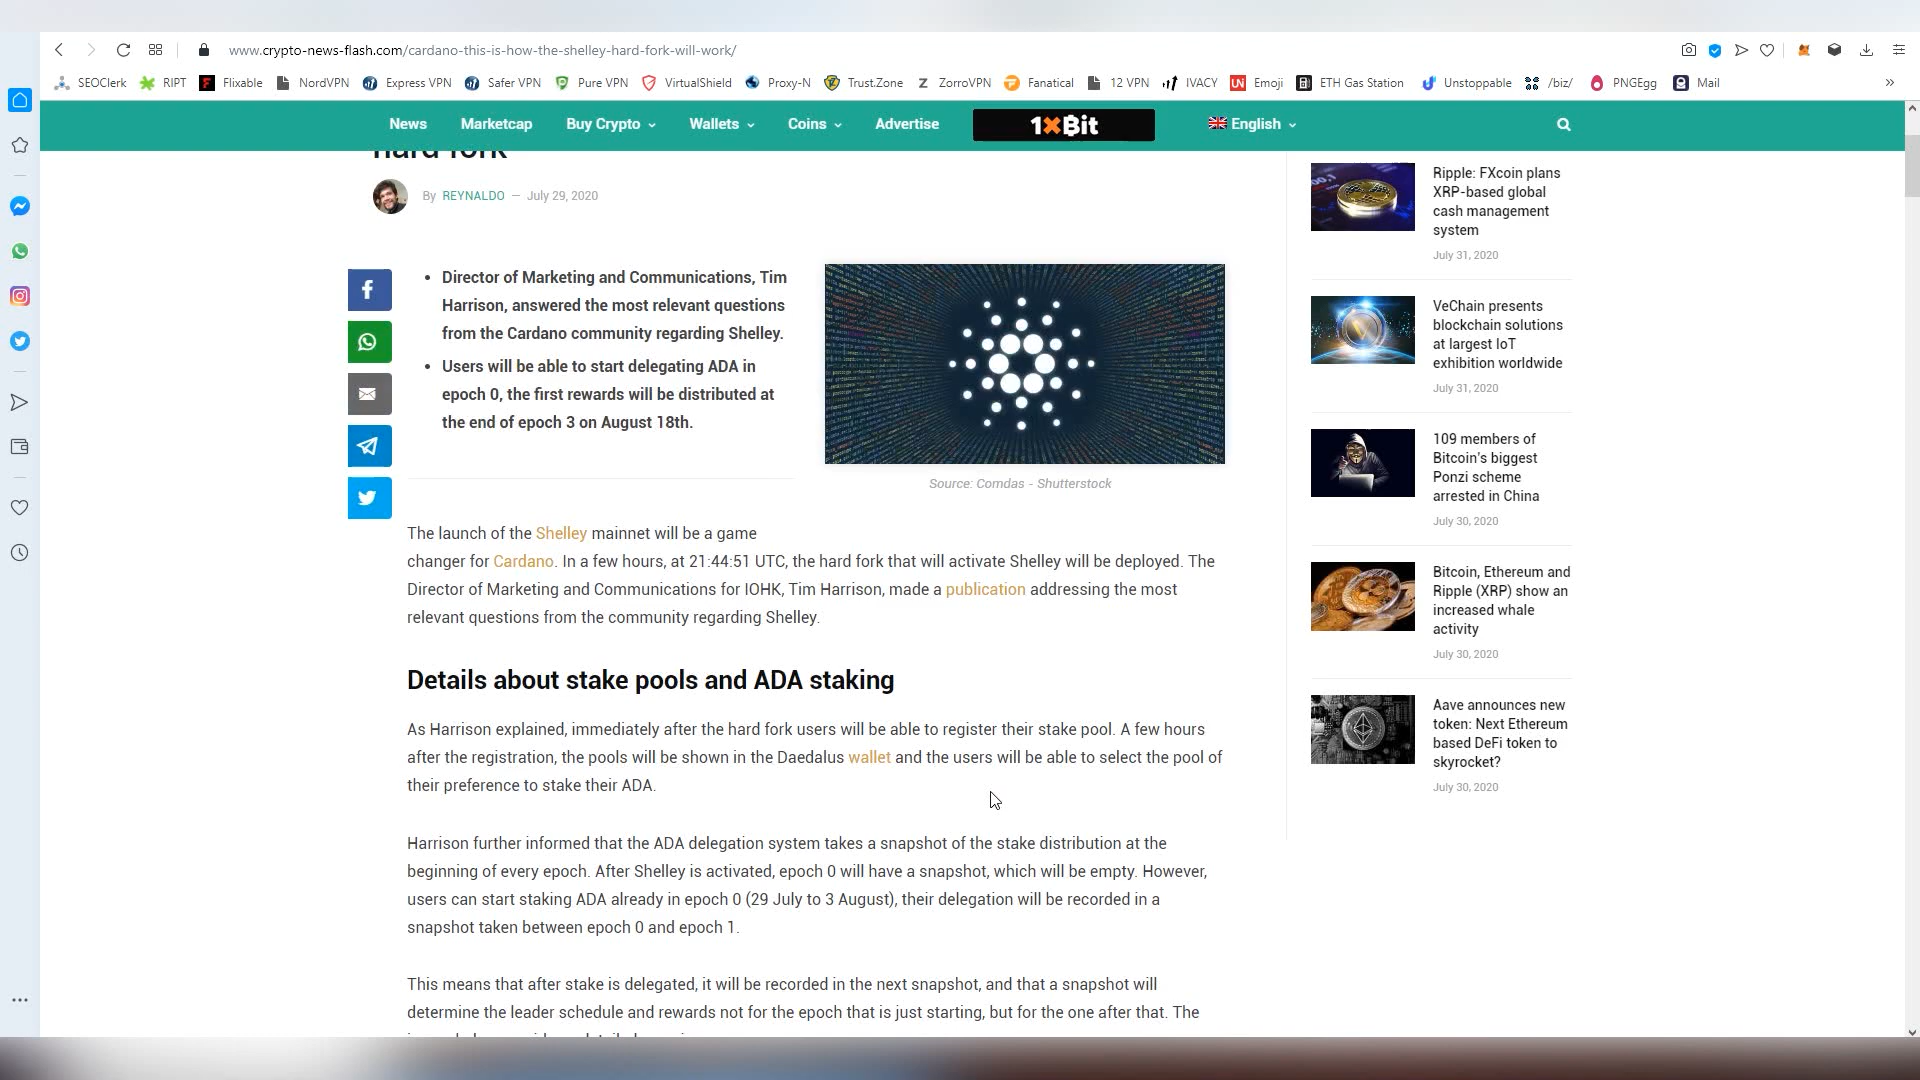 www.crypto-news-flash.com/cardano-this-is-how-the-shelley-hard-fork-will-work/
SEOClerk RIPT Flixable NordVPN Express VPN Safer VPN Pure VPN VirtualShield Proxy-N Trust.Zone ZorroVPN Fanatical 12 VPN IVACY Emoji ETH Gas Station Unstoppable /biz/ PNGEgg Mail
News Marketcap Buy Crypto Wallets Coins Advertise 1xBit English
hard fork
By REYNALDO — July 29, 2020
• Director of Marketing and Communications, Tim
Harrison, answered the most relevant questions
from the Cardano community regarding Shelley.
• Users will be able to start delegating ADA in
epoch 0, the first rewards will be distributed at
the end of epoch 3 on August 18th.
Source: Comdas - Shutterstock
The launch of the Shelley mainnet will be a game
changer for Cardano. In a few hours, at 21:44:51 UTC, the hard fork that will activate Shelley will be deployed. The
Director of Marketing and Communications for IOHK, Tim Harrison, made a publication addressing the most
relevant questions from the community regarding Shelley.
Details about stake pools and ADA staking
As Harrison explained, immediately after the hard fork users will be able to register their stake pool. A few hours
after the registration, the pools will be shown in the Daedalus wallet and the users will be able to select the pool of
their preference to stake their ADA.
Harrison further informed that the ADA delegation system takes a snapshot of the stake distribution at the
beginning of every epoch. After Shelley is activated, epoch 0 will have a snapshot, which will be empty. However,
users can start staking ADA already in epoch 0 (29 July to 3 August), their delegation will be recorded in a
snapshot taken between epoch 0 and epoch 1.
This means that after stake is delegated, it will be recorded in the next snapshot, and that a snapshot will
determine the leader schedule and rewards not for the epoch that is just starting, but for the one after that. The
Ripple: FXcoin plans
XRP-based global
cash management
system
July 31, 2020
VeChain presents
blockchain solutions
at largest IoT
exhibition worldwide
July 31, 2020
109 members of
Bitcoin's biggest
Ponzi scheme
arrested in China
July 30, 2020
Bitcoin, Ethereum and
Ripple (XRP) show an
increased whale
activity
July 30, 2020
Aave announces new
token: Next Ethereum
based DeFi token to
skyrocket?
July 30, 2020